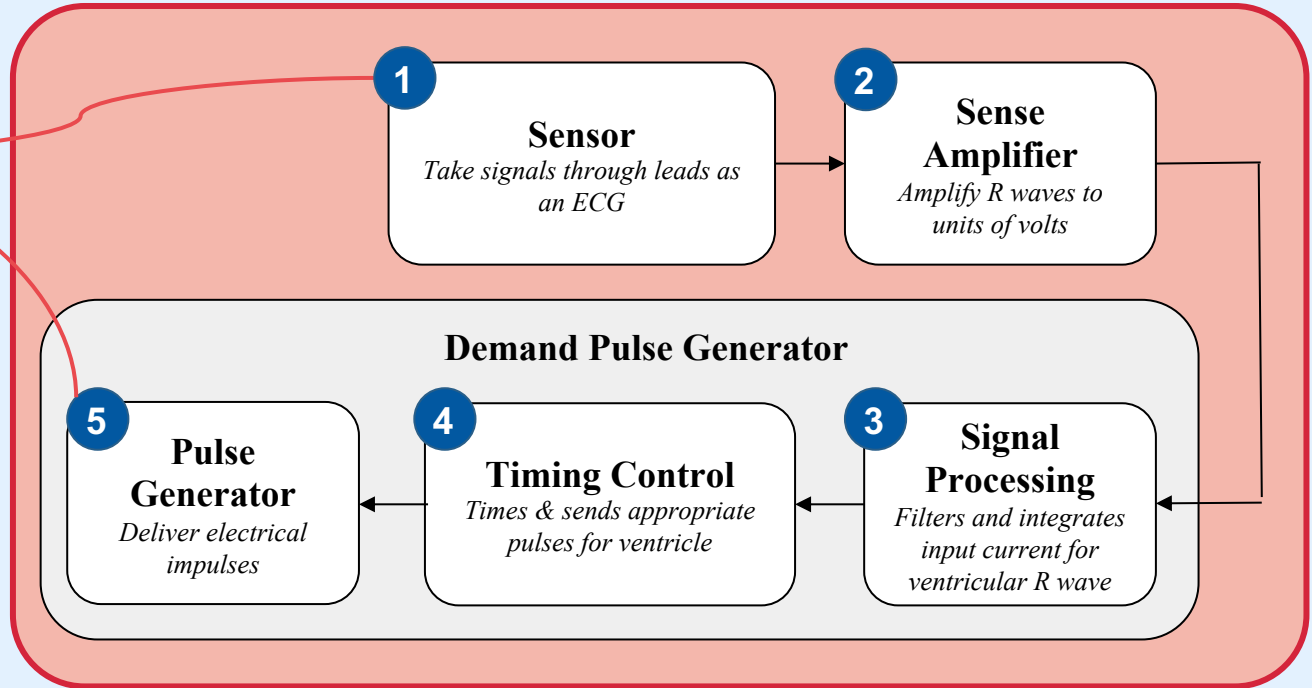 1
Sensor
Take signals through leads as
an ECG
2
Sense
Amplifier
Amplify R waves to
units of volts
Demand Pulse Generator
5
Pulse
Generator
Deliver electrical
impulses
4
Timing Control
Times & sends appropriate
pulses for ventricle
3
Signal
Processing
Filters and integrates
input current for
ventricular R wave